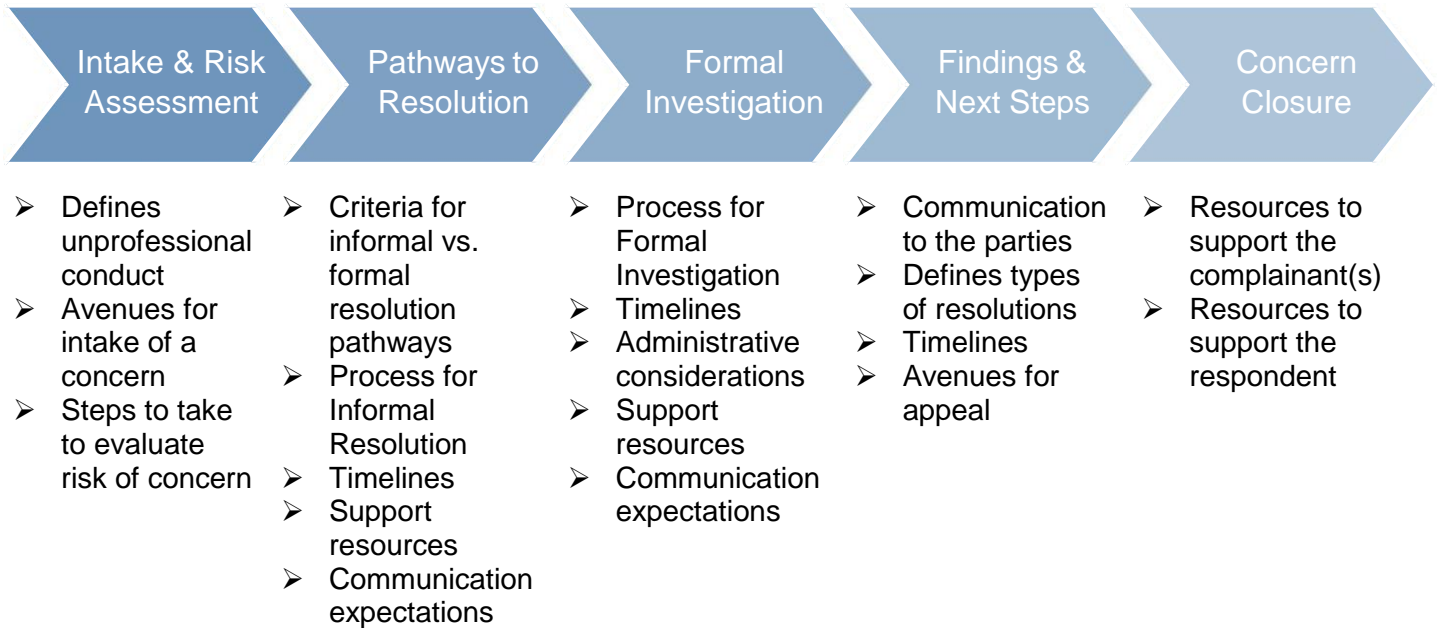 Intake & Risk
Assessment
Pathways to
Resolution
Formal
Investigation
Findings &
Next Steps
Concern
Closure
➢ Defines
unprofessional
conduct
➢ Avenues for
intake of a
concern
➢ Steps to take
to evaluate
risk of concern
➢ Criteria for
informal vs.
formal
resolution
pathways
➢ Process for
Informal
Resolution
➢ Timelines
➢ Support
resources
➢ Communication
expectations
➢ Process for
Formal
Investigation
➢ Timelines
➢ Administrative
considerations
➢ Support
resources
➢ Communication
expectations
➢ Communication
to the parties
➢ Defines types
of resolutions
➢ Timelines
➢ Avenues for
appeal
➢ Resources to
support the
complainant(s)
➢ Resources to
support the
respondent